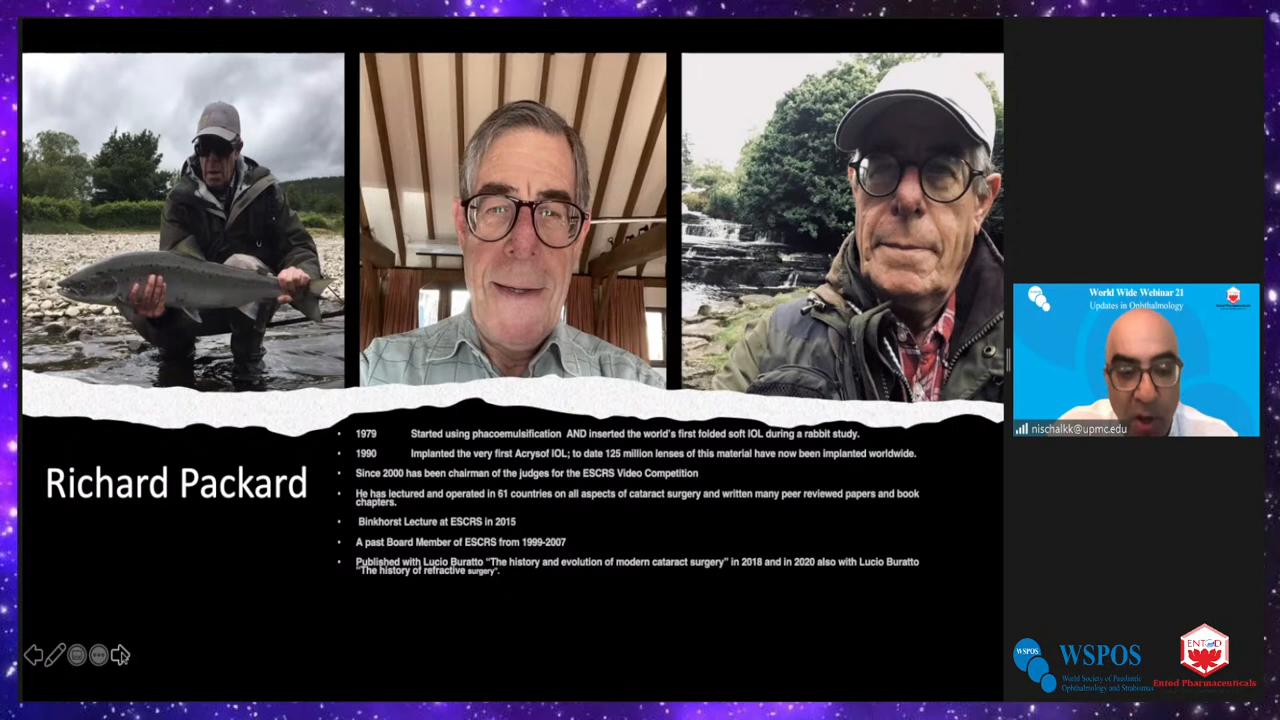 World Wide Webinar 21
Updates in Ophthalmology
nischalkk@upmc.edu
Richard Packard
• 1979 Started using phacoemulsification AND inserted the world's first folded soft IOL during a rabbit study.
• 1990 Implanted the very first Acrysof IOL; to date 125 million lenses of this material have now been implanted worldwide.
• Since 2000 has been chairman of the judges for the ESCRS Video Competition
• He has lectured and operated in 61 countries on all aspects of cataract surgery and written many peer reviewed papers and book
chapters.
• Binkhorst Lecture at ESCRS in 2015
• A past Board Member of ESCRS from 1999-2007
• Published with Lucio Buratto “The history and evolution of modern cataract surgery” in 2018 and in 2020 also with Lucio Buratto
“The history of refractive surgery”.
WSPOS
WSPOS
World Society of Paediatric
Ophthalmology and Strabismus
ENTOD
Entod Pharmaceuticals